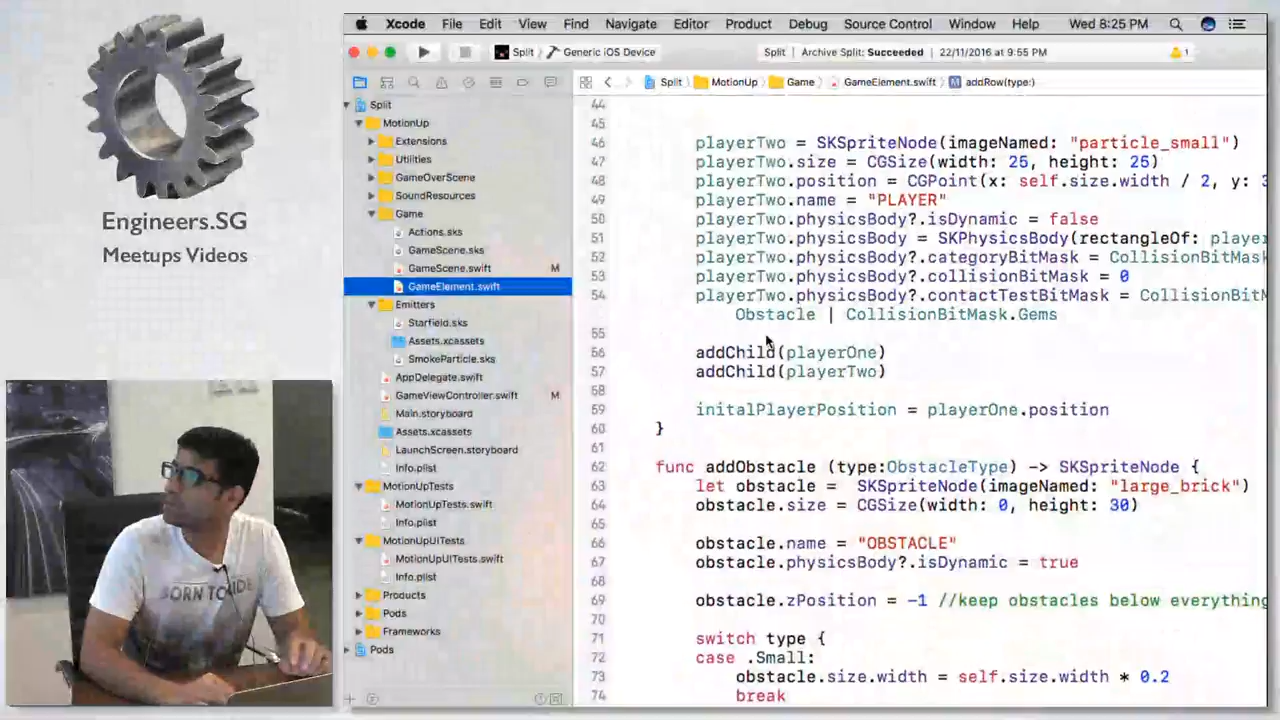 Engineers.SG
Meetups Videos
BORN TO
Xcode File Edit View Find Navigate Editor Product Debug Source Control Window Help Wed 8:25 PM
Split Generic iOS Device Split | Archive Split: Succeeded | 22/11/2016 at 9:55 PM 1
Split MotionUp Game GameElement.swift M addRow(type:)
Split
MotionUp
Extensions
Utilities
GameOverScene
SoundResources
Game
Actions.sks
GameScene.sks
GameScene.swift M
GameElement.swift
Emitters
Starfield.sks
Assets.xcassets
SmokeParticle.sks
AppDelegate.swift
GameViewController.swift M
Main.storyboard
Assets.xcassets
LaunchScreen.storyboard
Info.plist
MotionUpTests
MotionUpTests.swift
Info.plist
MotionUpUITests
MotionUpUITests.swift
Info.plist
Products
Pods
Frameworks
Pods
44
45
46 playerTwo = SKSpriteNode(imageNamed: "particle_small")
47 playerTwo.size = CGSize(width: 25, height: 25)
48 playerTwo.position = CGPoint(x: self.size.width / 2, y: 3
49 playerTwo.name = "PLAYER"
50 playerTwo.physicsBody?.isDynamic = false
51 playerTwo.physicsBody = SKPhysicsBody(rectangleOf: player
52 playerTwo.physicsBody?.categoryBitMask = CollisionBitMask
53 playerTwo.physicsBody?.collisionBitMask = 0
54 playerTwo.physicsBody?.contactTestBitMask = CollisionBitM
Obstacle | CollisionBitMask.Gems
55
56 addChild(playerOne)
57 addChild(playerTwo)
58
59 initalPlayerPosition = playerOne.position
60 }
61
62 func addObstacle (type:ObstacleType) -> SKSpriteNode {
63 let obstacle = SKSpriteNode(imageNamed: "large_brick")
64 obstacle.size = CGSize(width: 0, height: 30)
65
66 obstacle.name = "OBSTACLE"
67 obstacle.physicsBody?.isDynamic = true
68
69 obstacle.zPosition = -1 //keep obstacles below everything
70
71 switch type {
72 case .Small:
73 obstacle.size.width = self.size.width * 0.2
74 break